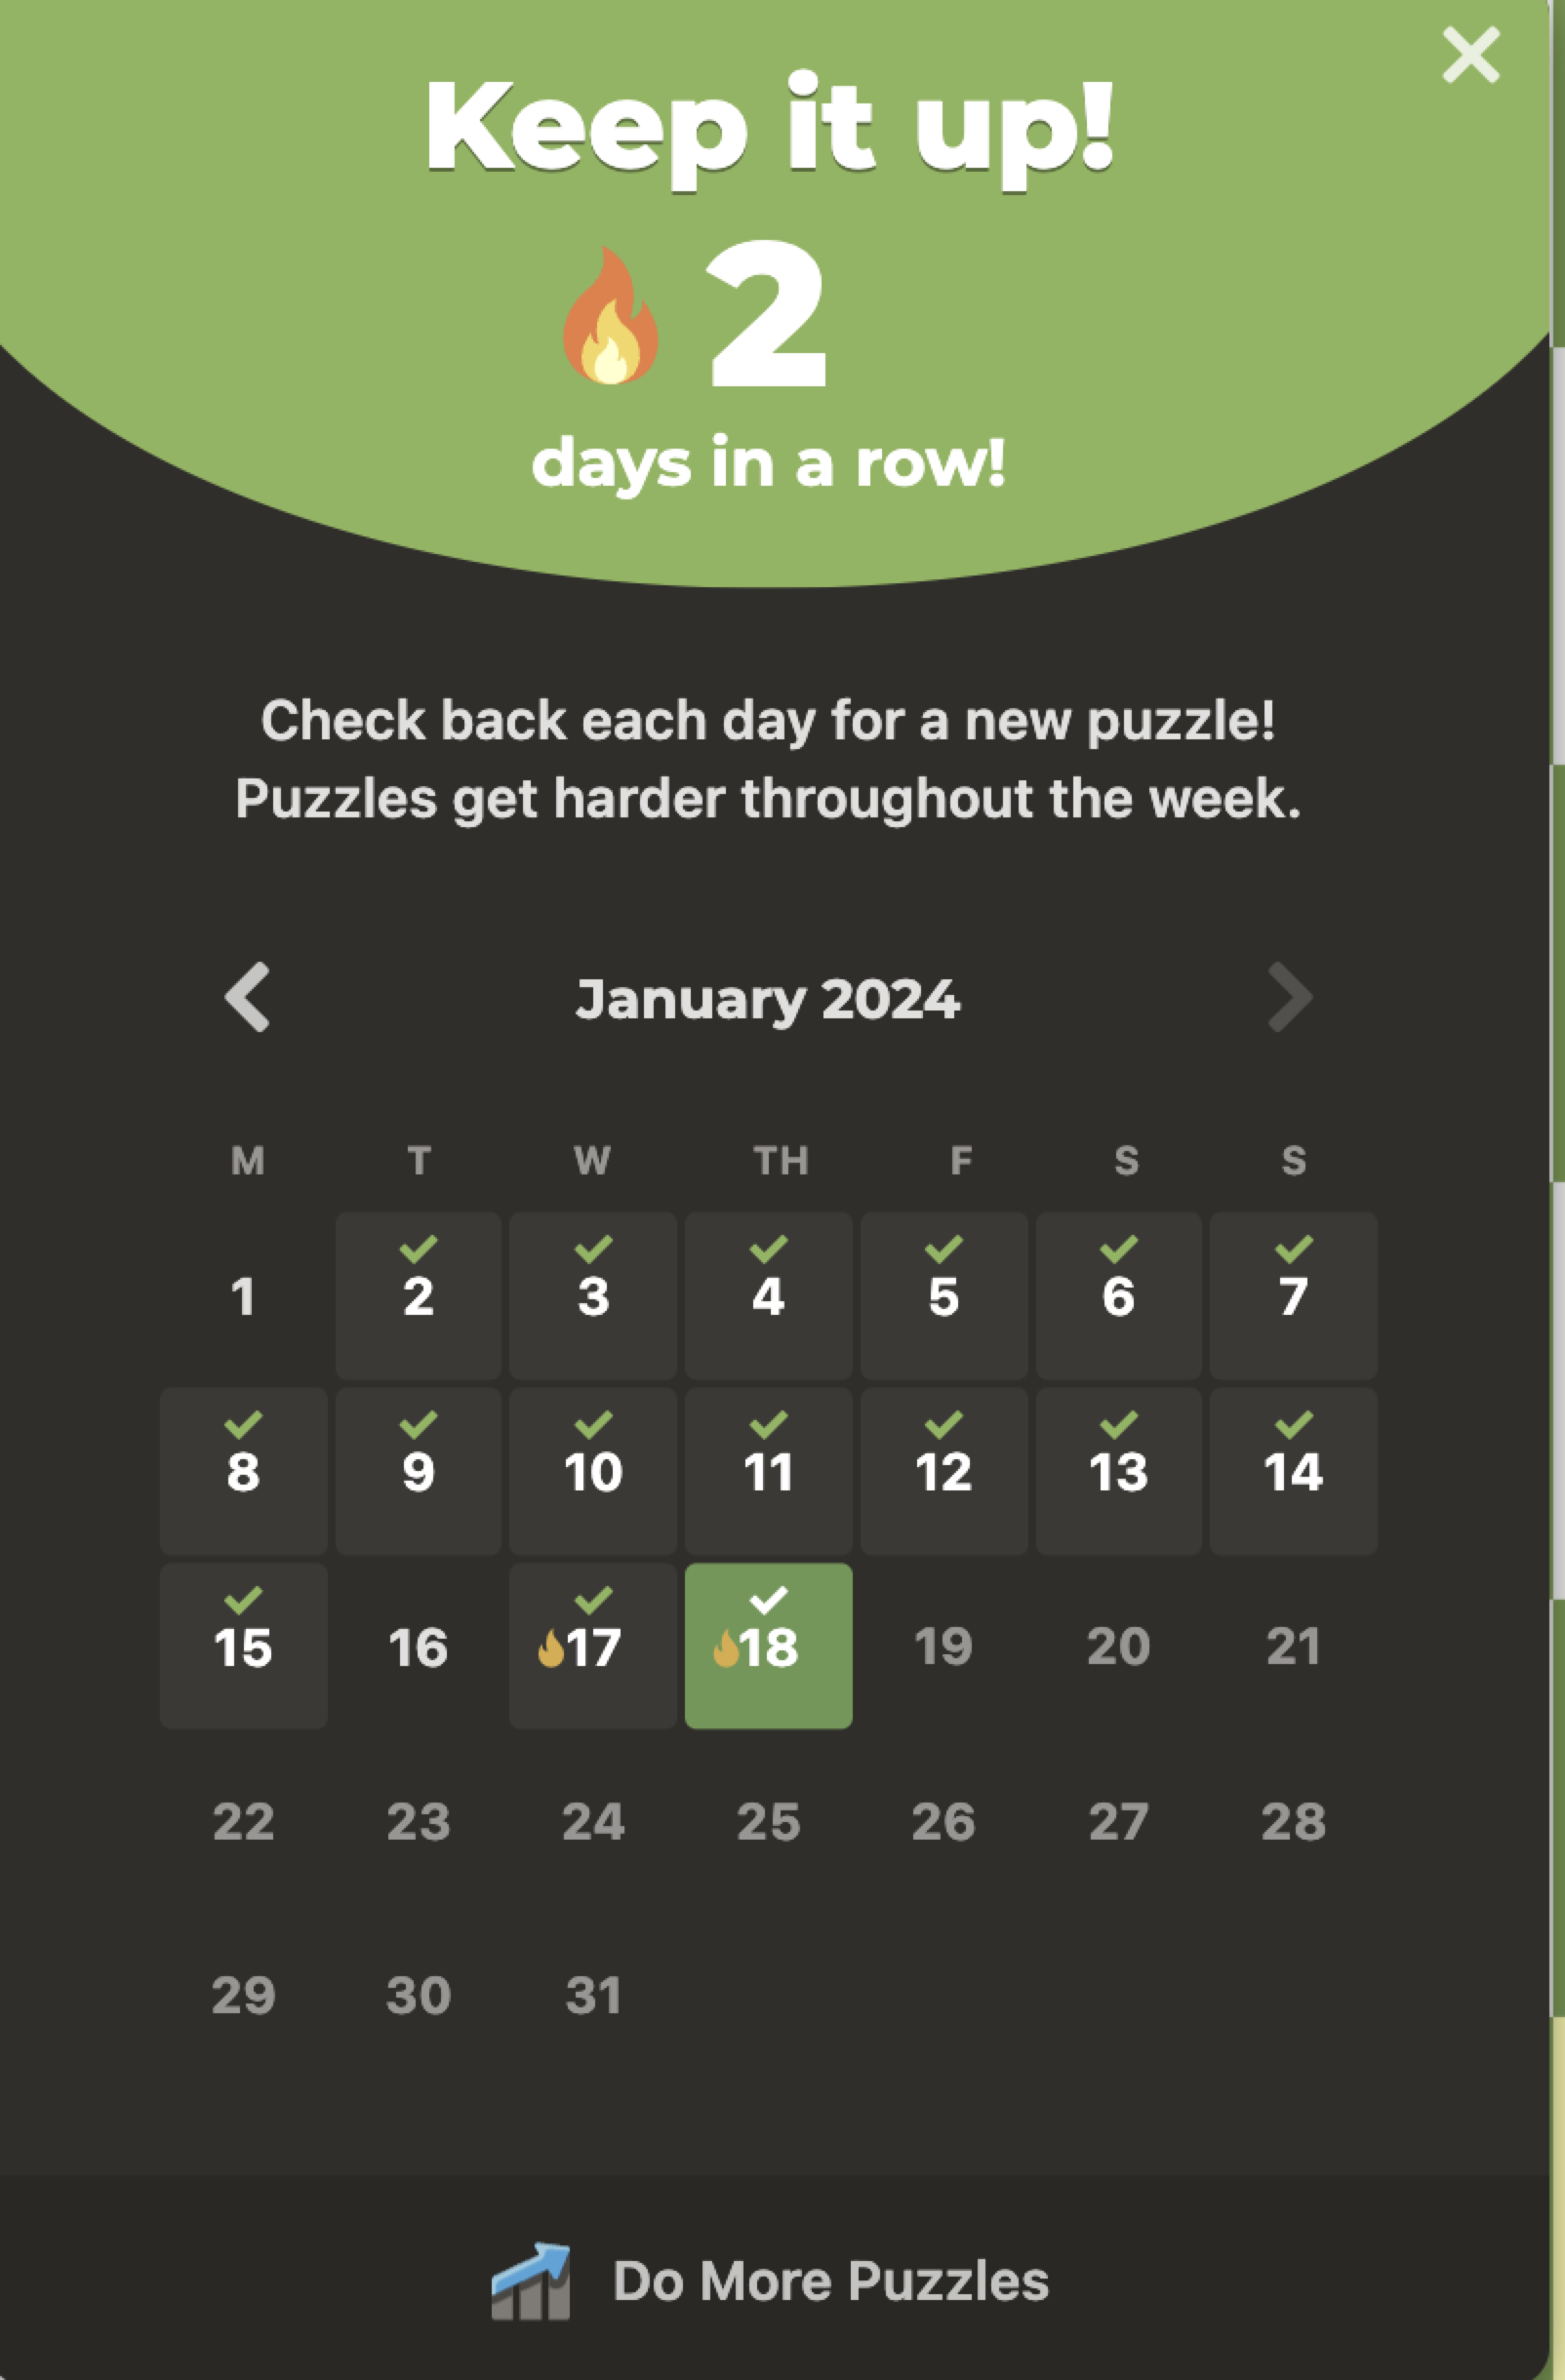 Keep it up!
2
days in a row!
Check back each day for a new puzzle!
Puzzles get harder throughout the week.
January 2024
M T W TH F S S
1 2 3 4 5 6 7
8 9 10 11 12 13 14
15 16 17 18 19 20 21
22 23 24 25 26 27 28
29 30 31
Do More Puzzles